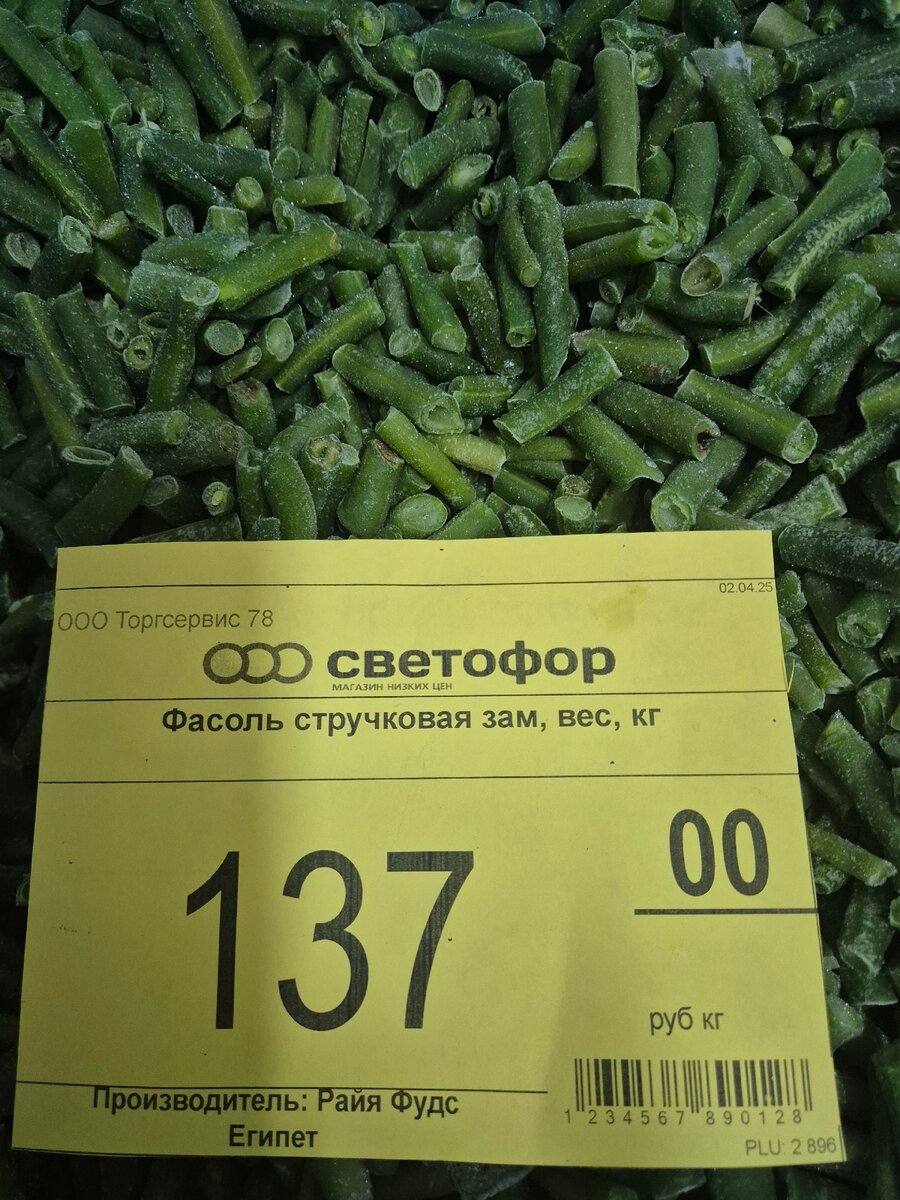 02.04.25
ООО Торгсервис 78
светофор
МАГАЗИН НИЗКИХ ЦЕН
Фасоль стручковая зам, вес, кг
137 00
руб кг
Производитель: Райя Фудс
Египет
1 234567 890128
PLU: 2 896